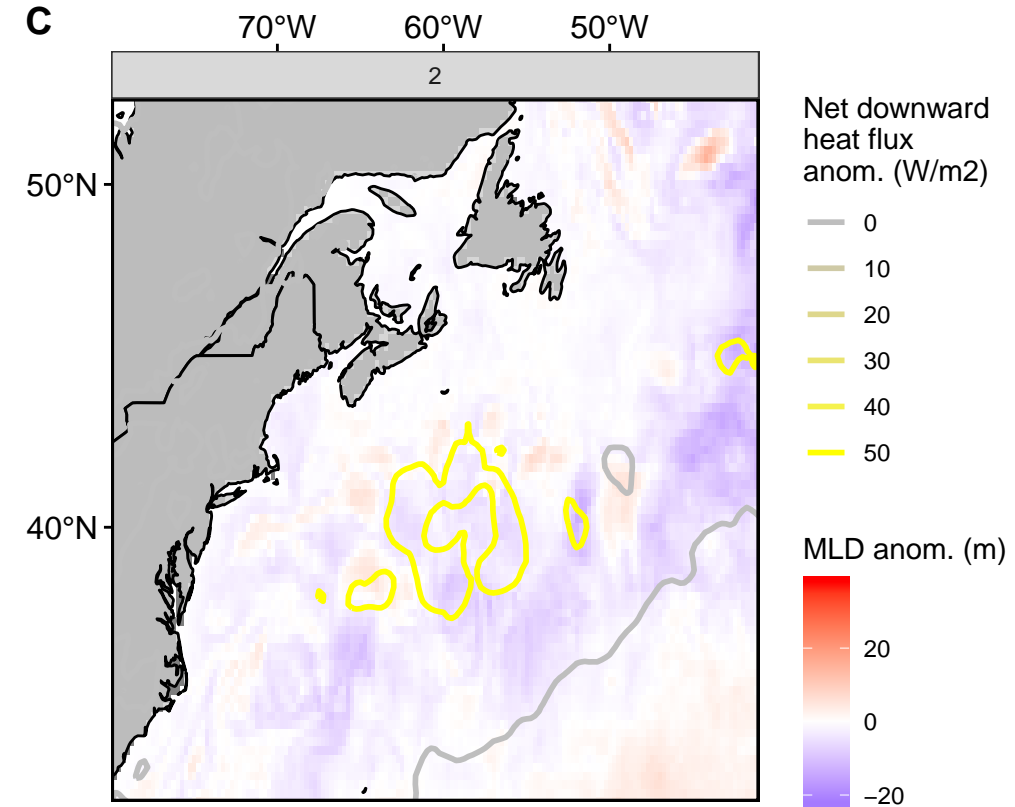 C
70°W 60°W 50°W
2
50°N
40°N
Net downward
heat flux
anom. (W/m2)
0
10
20
30
40
50
MLD anom. (m)
20
0
−20